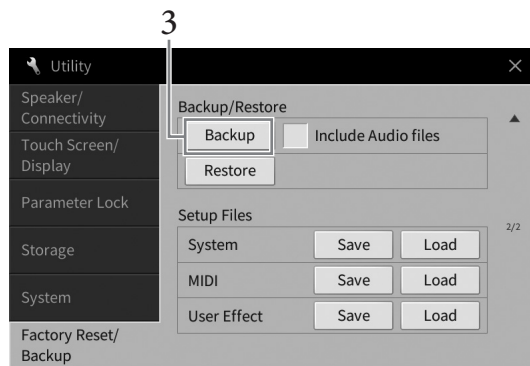 3
Utility
Speaker/
Connectivity
Touch Screen/
Display
Parameter Lock
Storage
System
Factory Reset/
Backup
Backup/Restore
Backup
Include Audio files
Restore
Setup Files
System Save Load
MIDI Save Load
User Effect Save Load
2/2